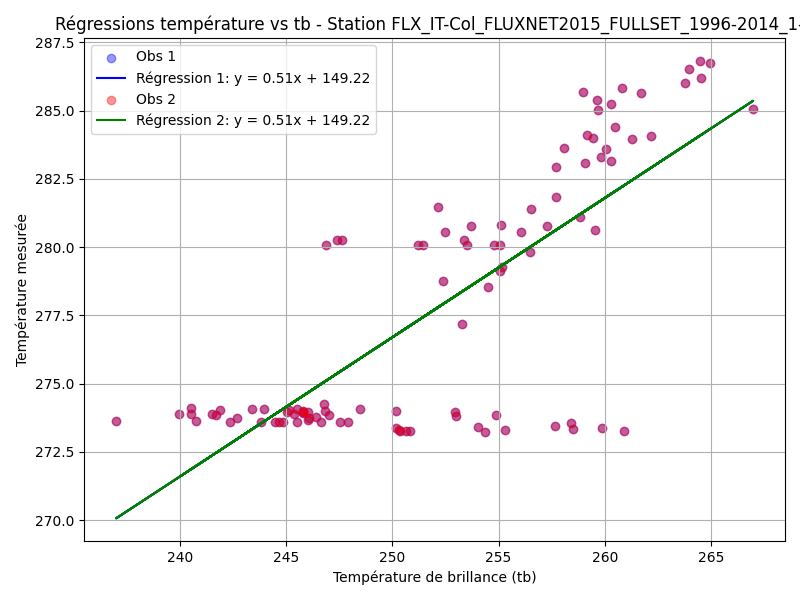 Régressions température vs tb - Station FLX_IT-Col_FLUXNET2015_FULLSET_1996-2014_1-
Obs 1
Régression 1: y = 0.51x + 149.22
Obs 2
Régression 2: y = 0.51x + 149.22
287.5
285.0
282.5
280.0
277.5
275.0
272.5
270.0
Température mesurée
240 245 250 255 260 265
Température de brillance (tb)